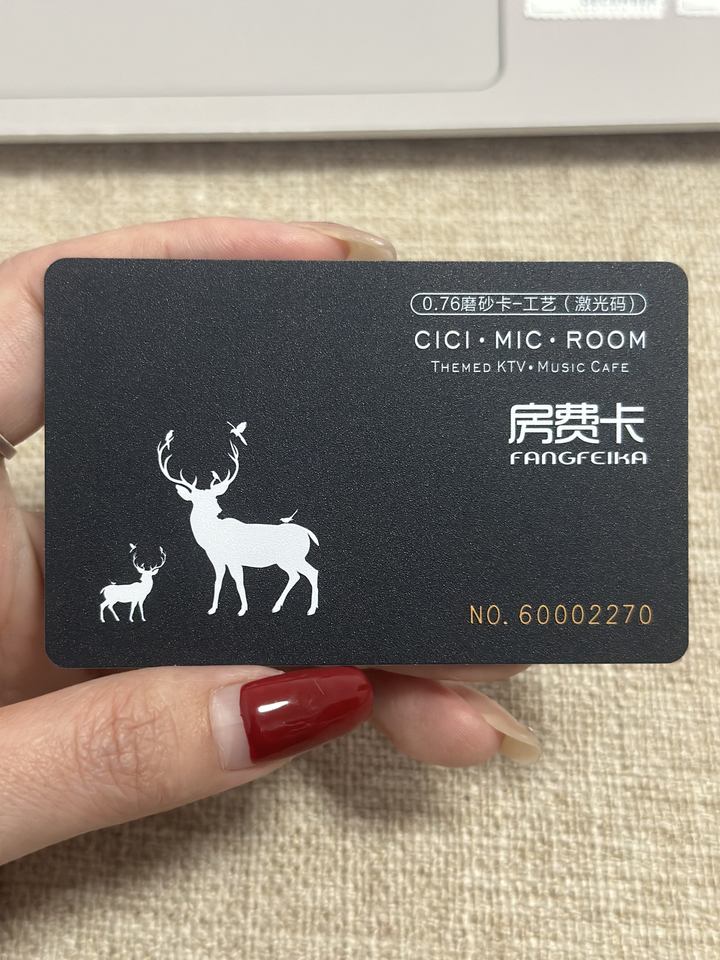 0.76磨砂卡-工艺（激光码）
CICI·MIC·ROOM
THEMED KTV•MUSIC CAFE
房费卡
FANGFEIKA
NO. 60002270